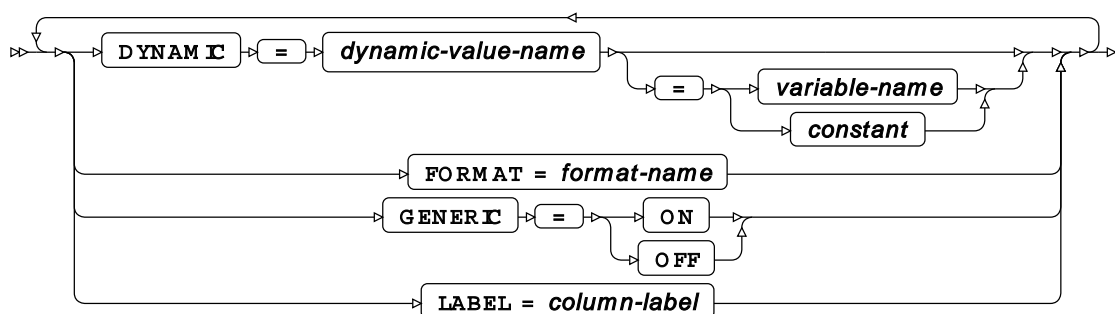 DYNAMIC = dynamic-value-name
= variable-name
constant
FORMAT = format-name
GENERIC = ON
OFF
LABEL = column-label